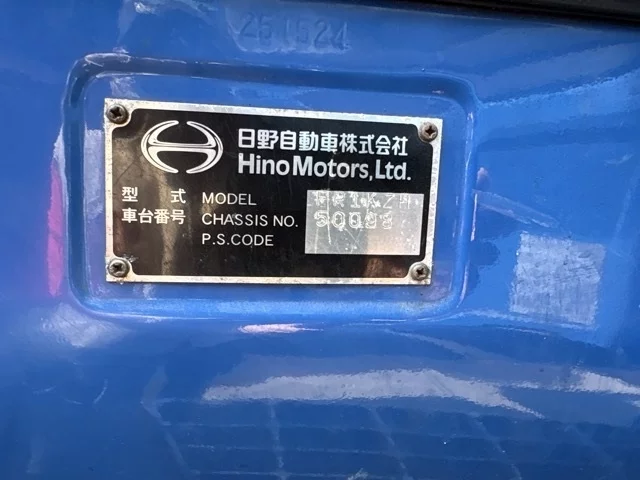 251524
日野自動車株式会社
Hino Motors, Ltd.
型 式 MODEL
車台番号 CHASSIS NO.
P.S.CODE